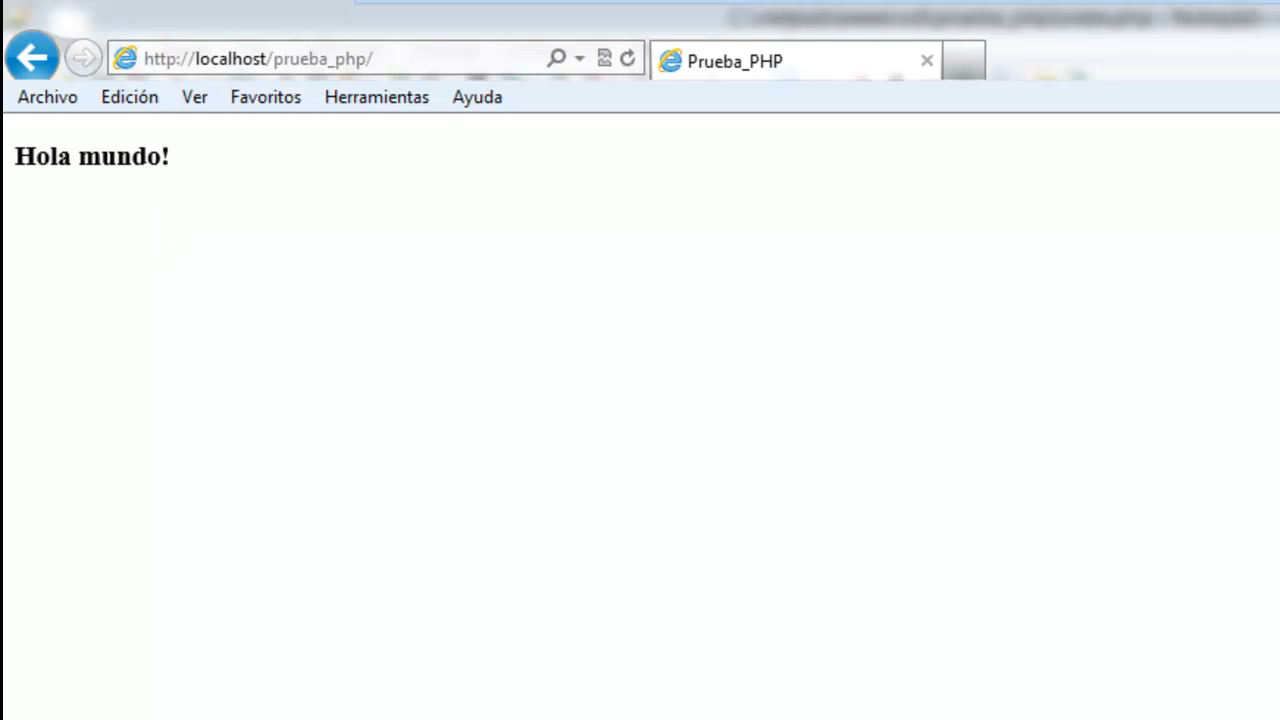 http://localhost/prueba_php/
Prueba_PHP
Archivo Edición Ver Favoritos Herramientas Ayuda
Hola mundo!